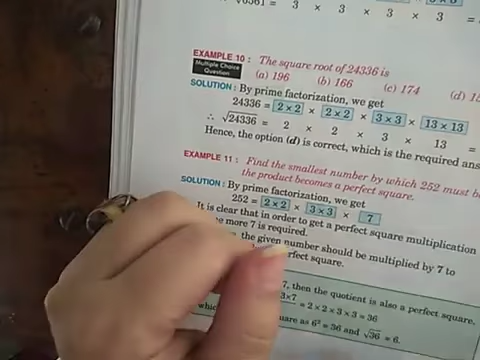 √6561 = 3 × 3 × 3 × 3 =
EXAMPLE 10 : The square root of 24336 is
Multiple Choice
Question
(a) 196 (b) 166 (c) 174 (d)
SOLUTION : By prime factorization, we get
24336 = 2 × 2 × 2 × 2 × 3 × 3 × 13 × 13
∴ √24336 = 2 × 2 × 3 × 13 =
Hence, the option (d) is correct, which is the required
EXAMPLE 11 : Find the smallest number by which 252 must
the product becomes a perfect square.
SOLUTION : By prime factorization, we get
252 = 2 × 2 × 3 × 3 × 7
It is clear that in order to get a perfect square multiplication
more 7 is required.
the given number should be multiplied by 7 to
perfect square.
7, then the quotient is also a perfect square.
3×7
= 2 × 2 × 3 × 3 = 36
as 6² = 36 and √36 = 6.